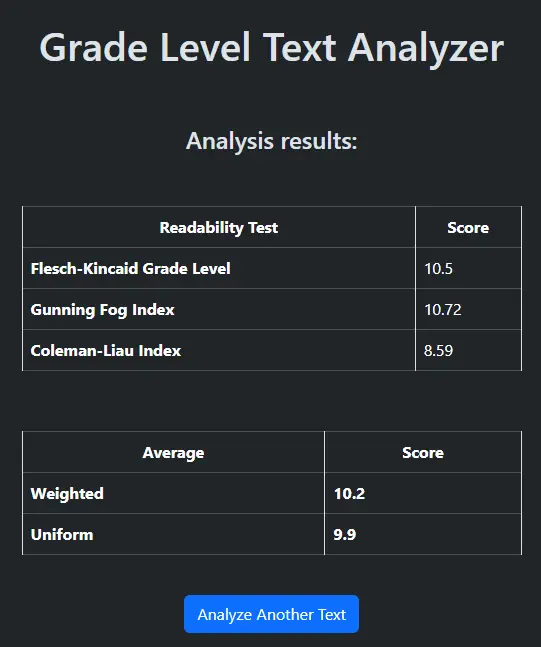 Grade Level Text Analyzer
Analysis results:
Readability Test Score
Flesch-Kincaid Grade Level 10.5
Gunning Fog Index 10.72
Coleman-Liau Index 8.59
Average Score
Weighted 10.2
Uniform 9.9
Analyze Another Text